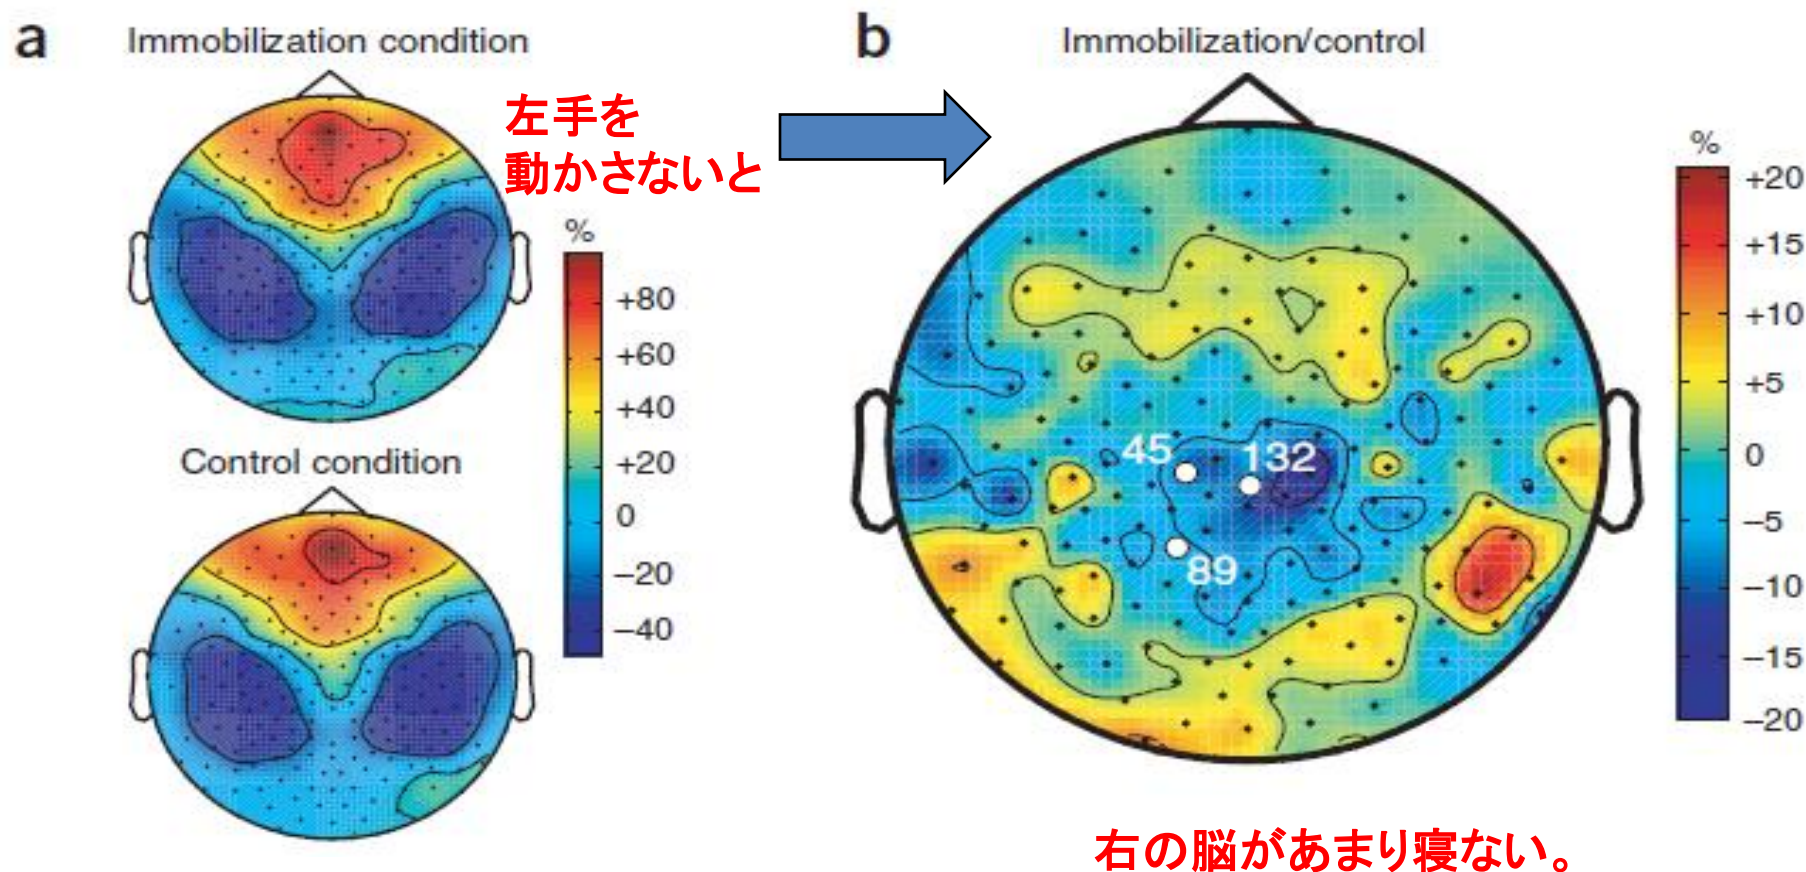 a
Immobilization condition
左手を
動かさないと
%
+80
+60
+40
+20
0
−20
−40
Control condition
b
Immobilization/control
45
132
89
%
+20
+15
+10
+5
0
−5
−10
−15
−20
右の脳があまり寝ない。